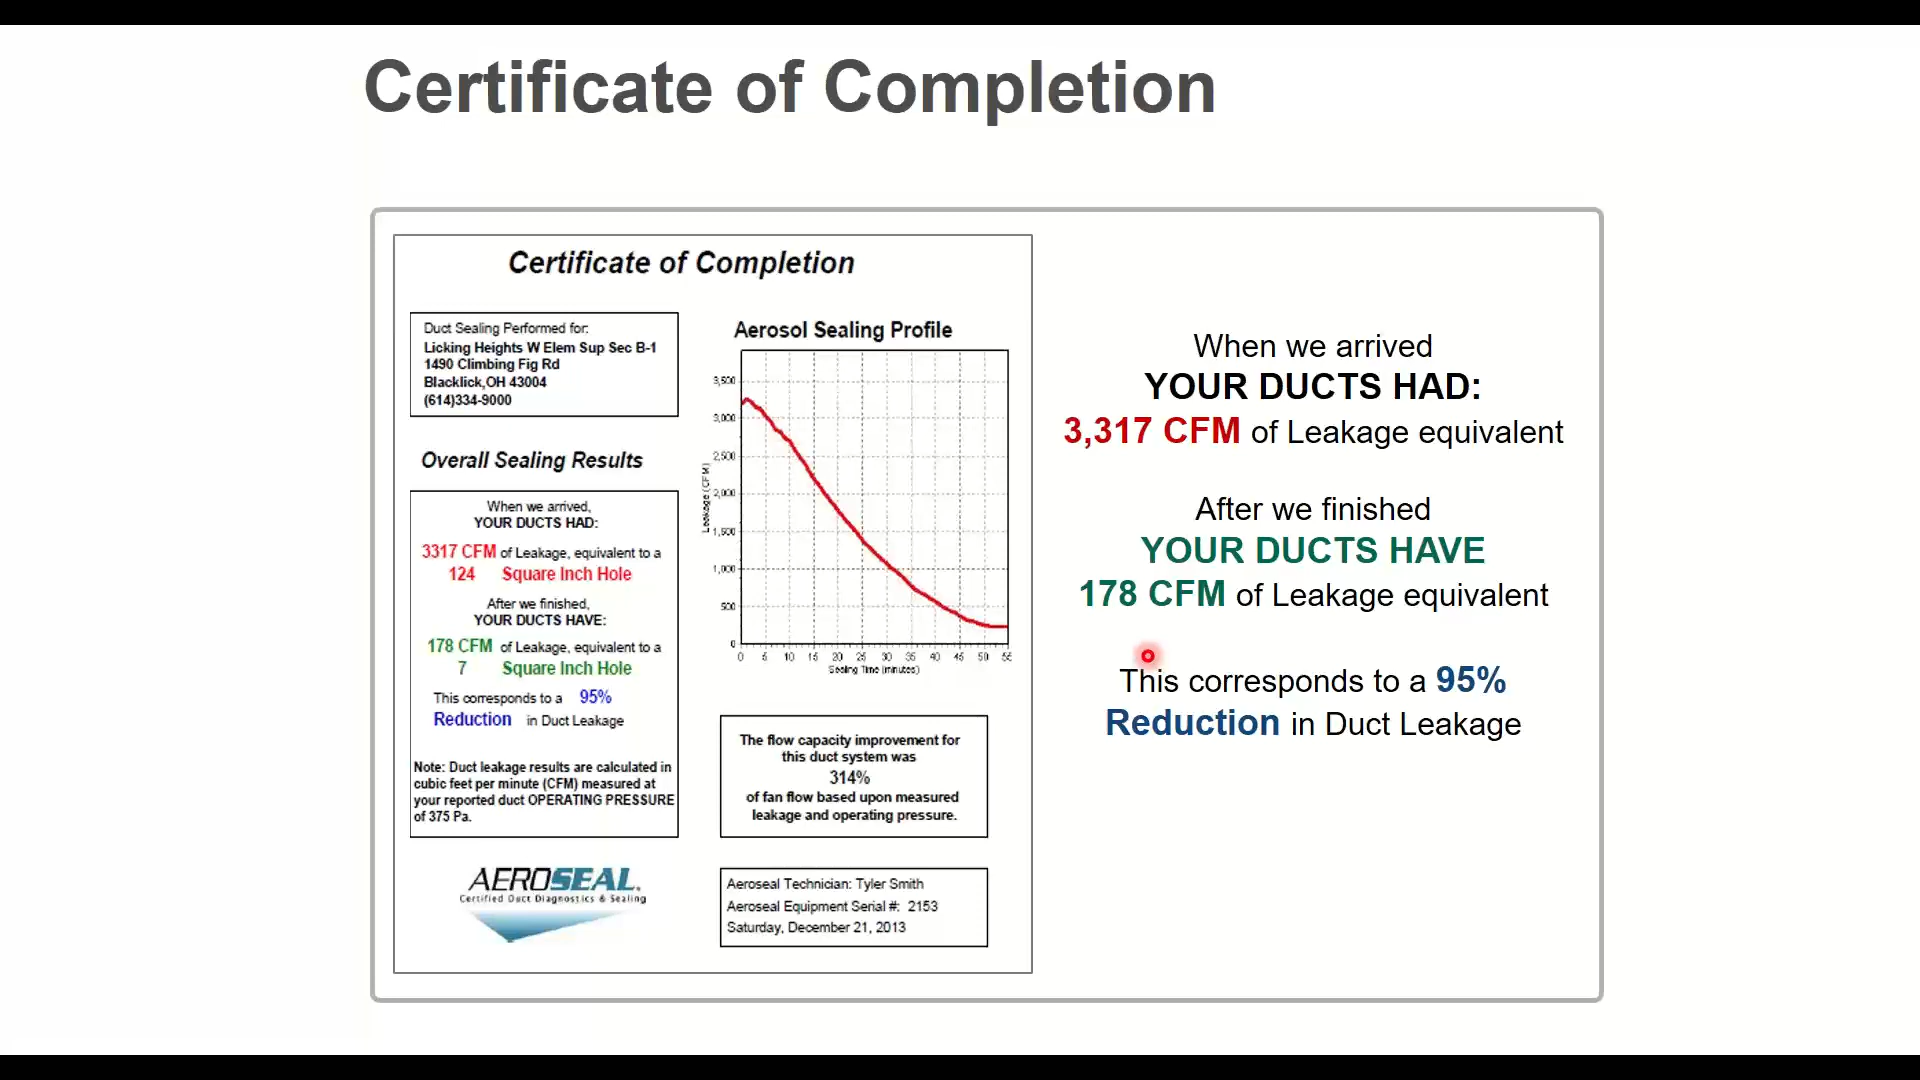 Certificate of Completion
Certificate of Completion
Duct Sealing Performed for:
Licking Heights W Elem Sup Sec B-1
1490 Climbing Fig Rd
Blacklick,OH 43004
(614)334-9000
Overall Sealing Results
When we arrived,
YOUR DUCTS HAD:
3317 CFM of Leakage, equivalent to a
124 Square Inch Hole
After we finished,
YOUR DUCTS HAVE:
178 CFM of Leakage, equivalent to a
7 Square Inch Hole
This corresponds to a 95%
Reduction in Duct Leakage
Note: Duct leakage results are calculated in
cubic feet per minute (CFM) measured at
your reported duct OPERATING PRESSURE
of 375 Pa.
AEROSEAL.
Certified Duct Diagnostics & Sealing
Aerosol Sealing Profile
Leakage (CFM)
3,500
3,000
2,500
2,000
1,500
1,000
500
0
0 5 10 15 20 25 30 35 40 45 50 55
Sealing Time (minutes)
The flow capacity improvement for
this duct system was
314%
of fan flow based upon measured
leakage and operating pressure.
Aeroseal Technician: Tyler Smith
Aeroseal Equipment Serial #: 2153
Saturday, December 21, 2013
When we arrived
YOUR DUCTS HAD:
3,317 CFM of Leakage equivalent
After we finished
YOUR DUCTS HAVE
178 CFM of Leakage equivalent
This corresponds to a 95%
Reduction in Duct Leakage